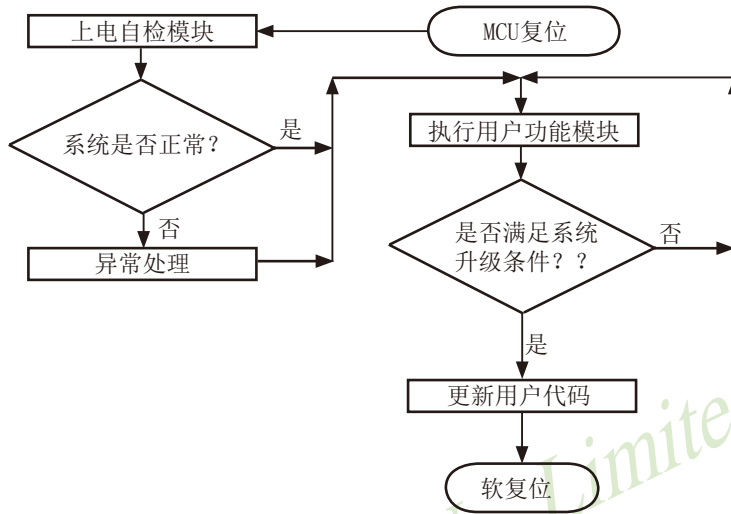 上电自检模块
MCU复位
系统是否正常？
是
否
异常处理
执行用户功能模块
是否满足系统
升级条件？？
否
是
更新用户代码
软复位
Limite